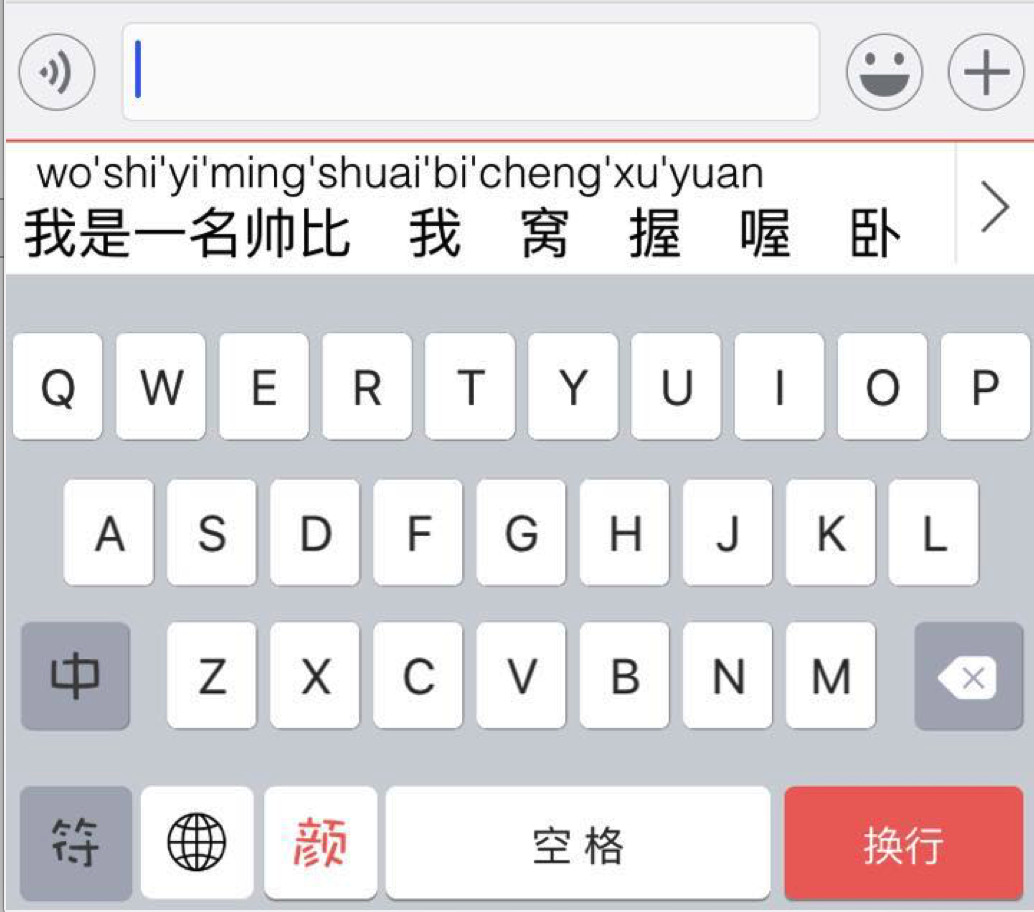 wo'shi'yi'ming'shuai'bi'cheng'xu'yuan
我是一名帅比 我 窝 握 喔 卧
Q W E R T Y U I O P
A S D F G H J K L
中 Z X C V B N M
符 颜 空格 换行